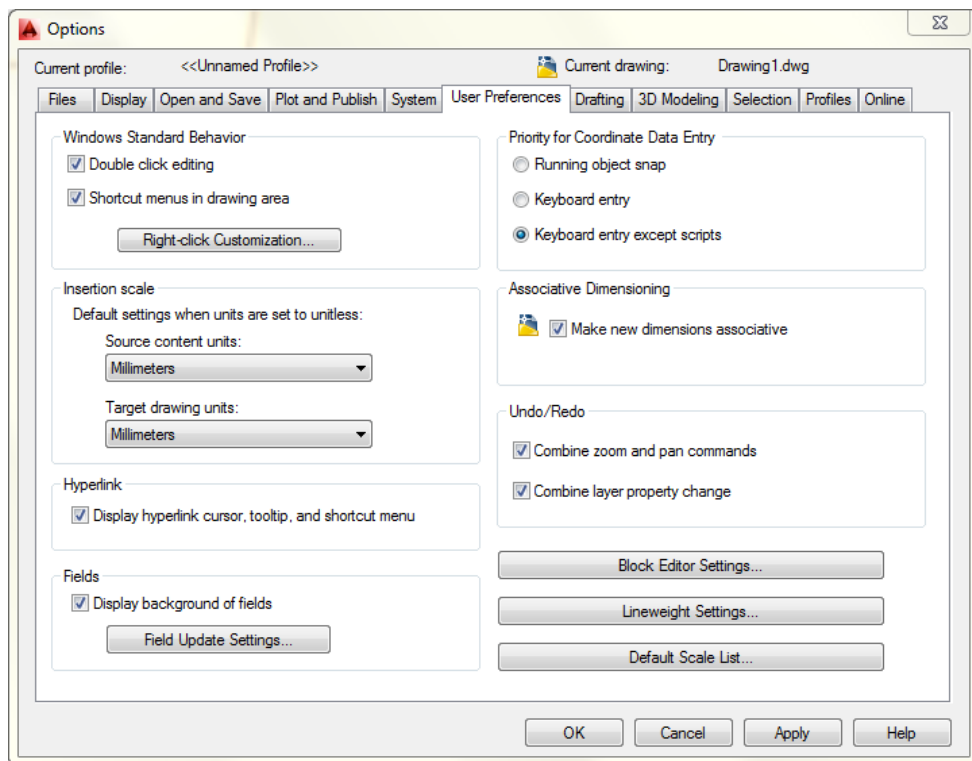 Options
Current profile: <<Unnamed Profile>> Current drawing: Drawing1.dwg
Files Display Open and Save Plot and Publish System User Preferences Drafting 3D Modeling Selection Profiles Online
Windows Standard Behavior
Double click editing
Shortcut menus in drawing area
Right-click Customization...
Insertion scale
Default settings when units are set to unitless:
Source content units:
Millimeters
Target drawing units:
Millimeters
Hyperlink
Display hyperlink cursor, tooltip, and shortcut menu
Fields
Display background of fields
Field Update Settings...
Priority for Coordinate Data Entry
Running object snap
Keyboard entry
Keyboard entry except scripts
Associative Dimensioning
Make new dimensions associative
Undo/Redo
Combine zoom and pan commands
Combine layer property change
Block Editor Settings...
Lineweight Settings...
Default Scale List...
OK Cancel Apply Help